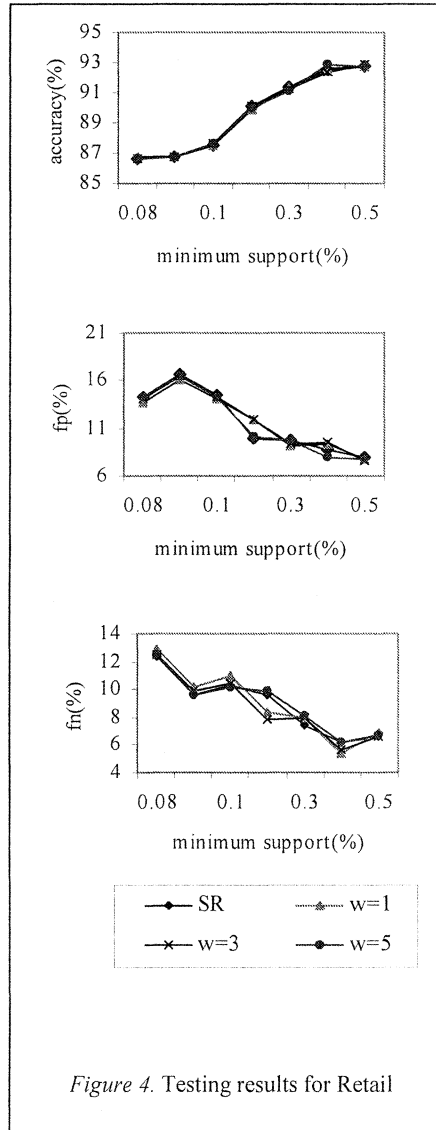 95
93
91
89
87
85
accuracy(%)
0.08 0.1 0.3 0.5
minimum support(%)
21
16
11
6
fp(%)
0.08 0.1 0.3 0.5
minimum support(%)
14
12
10
8
6
4
fn(%)
0.08 0.1 0.3 0.5
minimum support(%)
SR w=1
w=3 w=5
Figure 4. Testing results for Retail